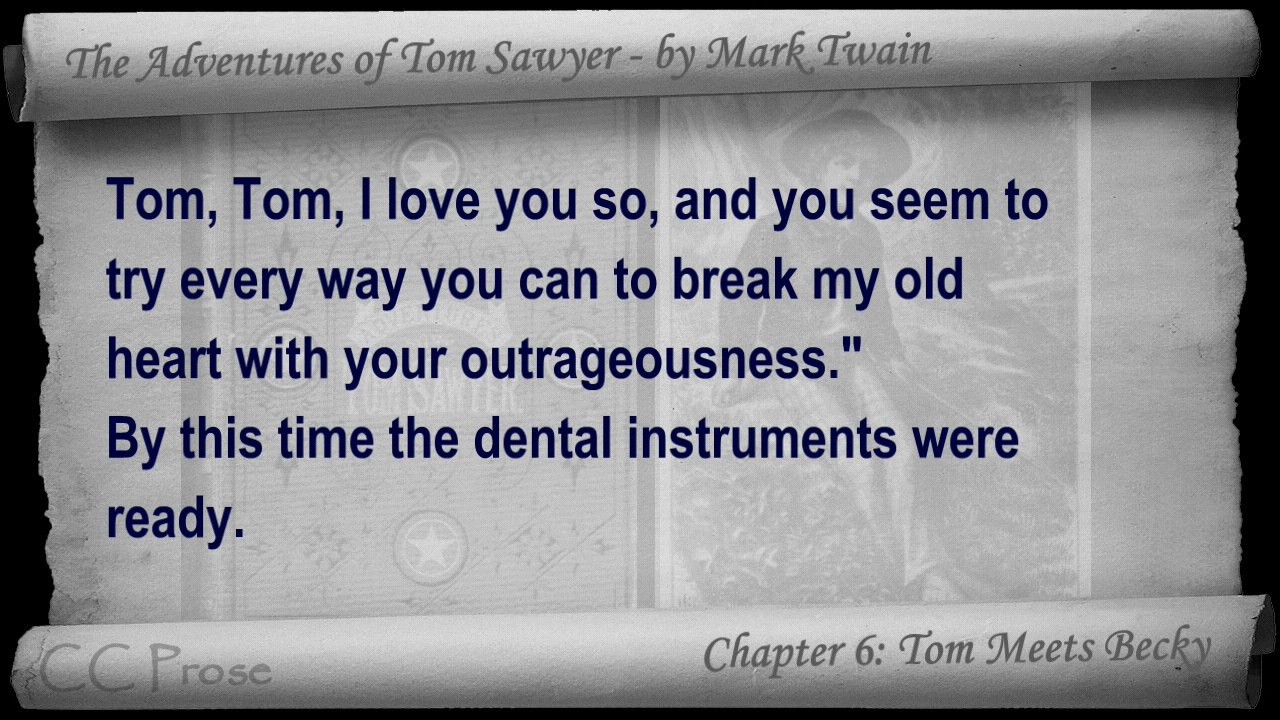 The Adventures of Tom Sawyer - by Mark Twain
Tom, Tom, I love you so, and you seem to
try every way you can to break my old
heart with your outrageousness."
By this time the dental instruments were
ready.
TOM SAWYER
CC Prose
Chapter 6: Tom Meets Becky